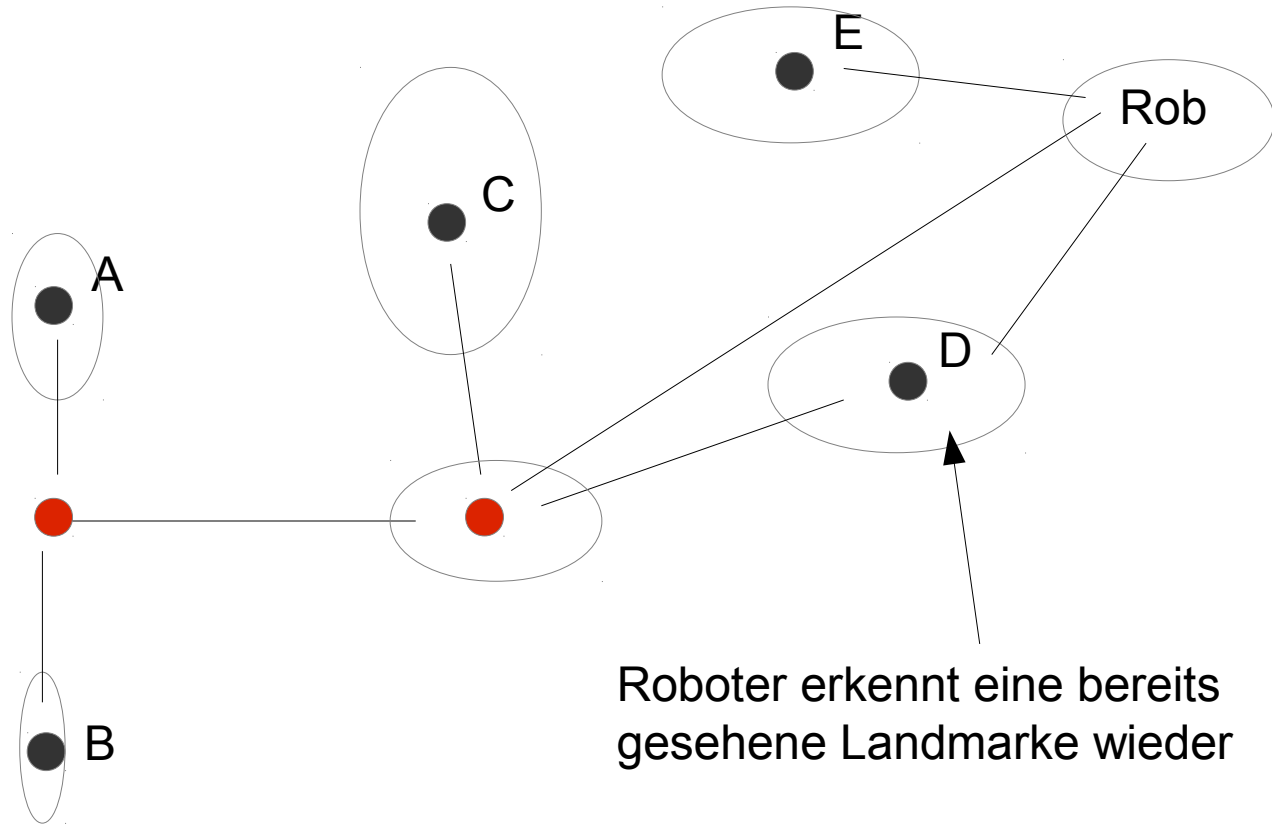 E
Rob
C
A
D
B
Roboter erkennt eine bereits
gesehene Landmarke wieder